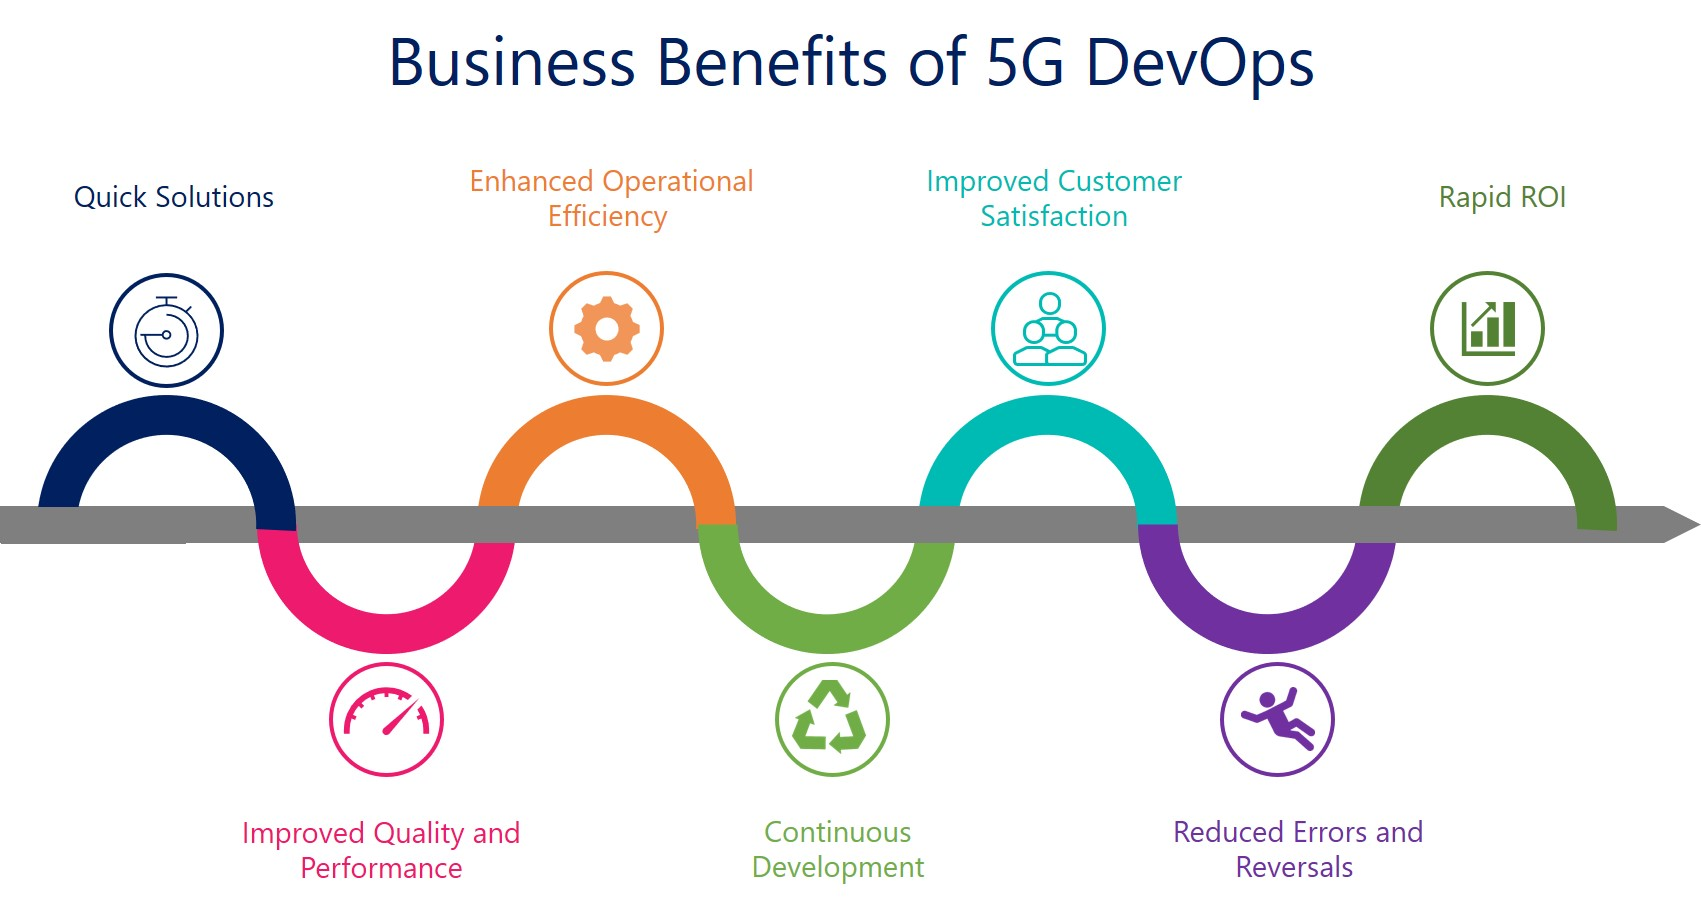 Business Benefits of 5G DevOps
Quick Solutions
Enhanced Operational
Efficiency
Improved Customer
Satisfaction
Rapid ROI
Improved Quality and
Performance
Continuous
Development
Reduced Errors and
Reversals